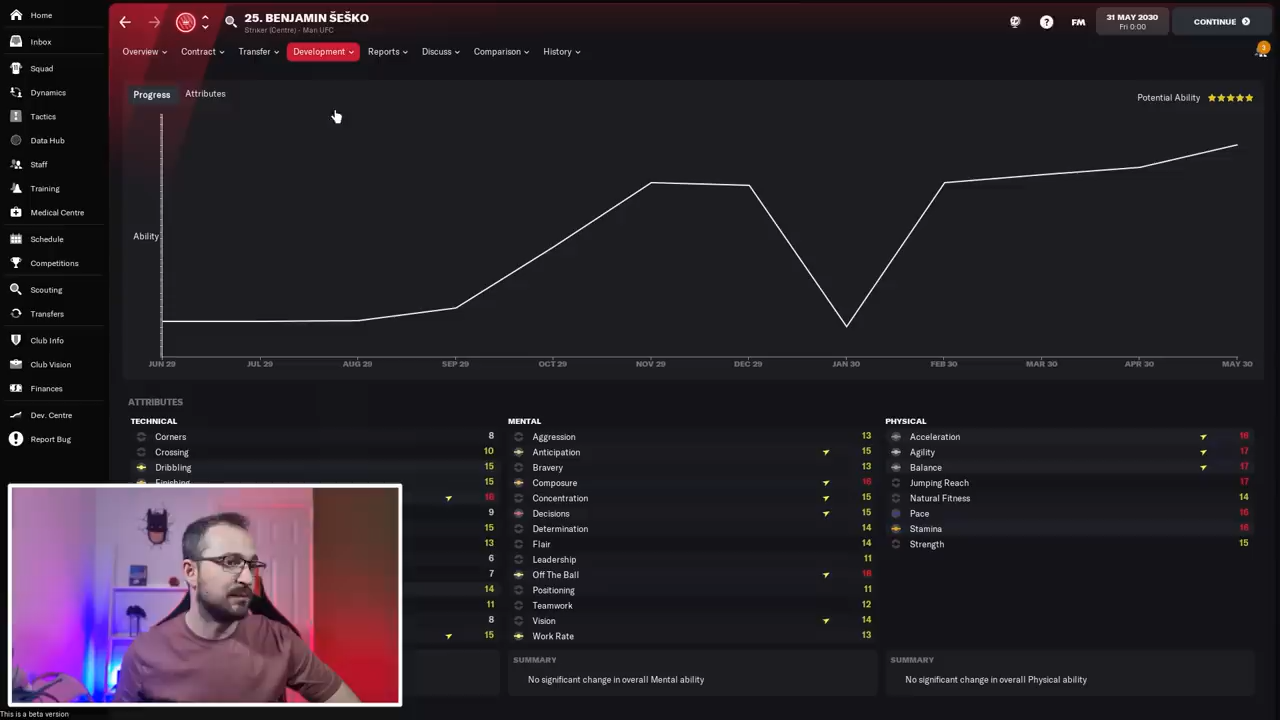 Home
Inbox
Squad
Dynamics
Tactics
Data Hub
Staff
Training
Medical Centre
Schedule
Competitions
Scouting
Transfers
Club Info
Club Vision
Finances
Dev. Centre
Report Bug
This is a beta version
25. BENJAMIN ŠEŠKO
Striker (Centre) - Man UFC
FM
31 MAY 2030
Fri 0:00
CONTINUE
3
Overview Contract Transfer Development Reports Discuss Comparison History
Progress Attributes
Potential Ability
Ability
JUN 29 JUL 29 AUG 29 SEP 29 OCT 29 NOV 29 DEC 29 JAN 30 FEB 30 MAR 30 APR 30 MAY 30
ATTRIBUTES
TECHNICAL
Corners 8
Crossing 10
Dribbling 15
Finishing 15
16
9
15
13
6
7
14
11
8
15
MENTAL
Aggression 13
Anticipation 15
Bravery 13
Composure 16
Concentration 15
Decisions 15
Determination 14
Flair 14
Leadership 11
Off The Ball 16
Positioning 11
Teamwork 12
Vision 14
Work Rate 13
SUMMARY
No significant change in overall Mental ability
PHYSICAL
Acceleration 16
Agility 17
Balance 17
Jumping Reach 17
Natural Fitness 14
Pace 16
Stamina 16
Strength 15
SUMMARY
No significant change in overall Physical ability